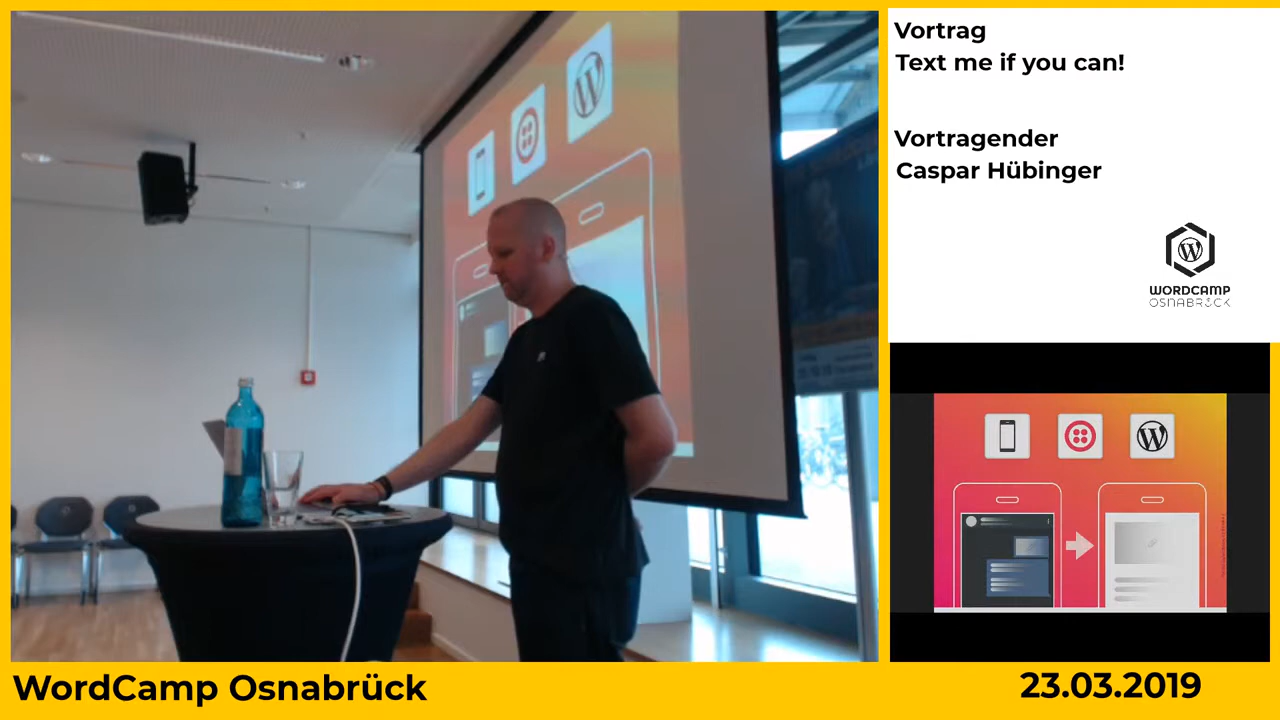 Vortrag
Text me if you can!
Vortragender
Caspar Hübinger
WORDCAMP
OSNABRÜCK
WordCamp Osnabrück
23.03.2019